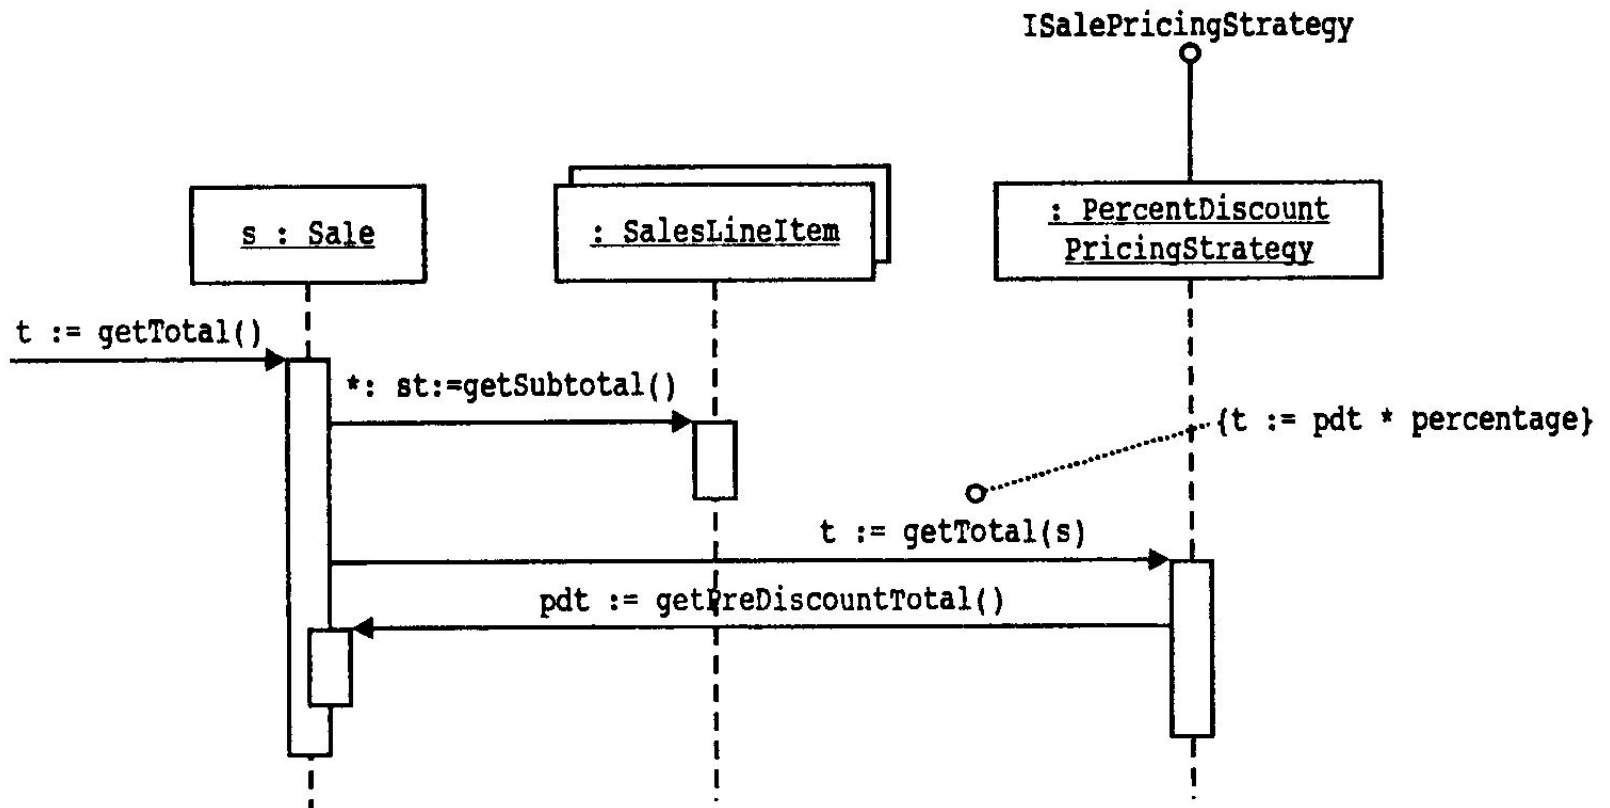 ISalePricingStrategy
s : Sale
: SalesLineItem
: PercentDiscount
PricingStrategy
t := getTotal()
*: st:=getSubtotal()
{t := pdt * percentage}
t := getTotal(s)
pdt := getPreDiscountTotal()